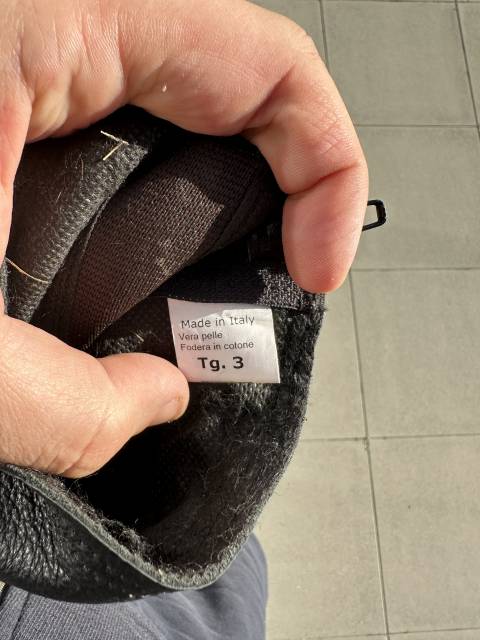 Made in Italy
Vera pelle
Fodera in cotone
Tg. 3